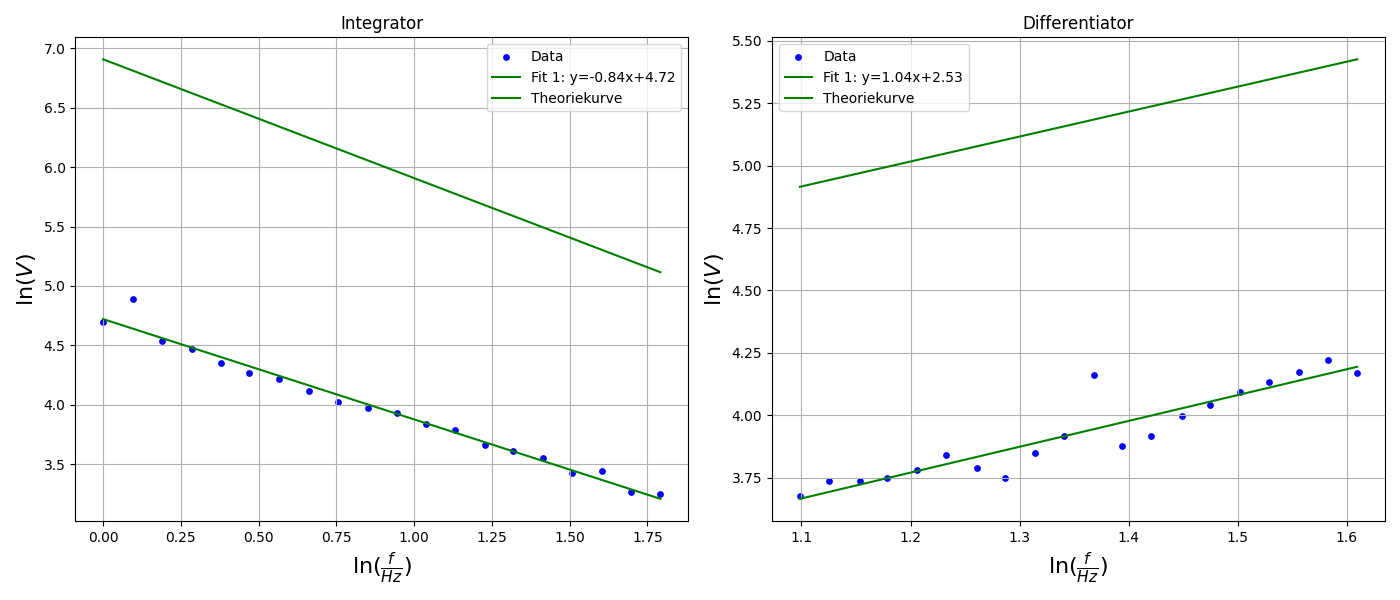 Integrator
7.0
6.5
6.0
5.5
5.0
4.5
4.0
3.5
ln(V)
0.00 0.25 0.50 0.75 1.00 1.25 1.50 1.75
ln(f/Hz)
Data
Fit 1: y=-0.84x+4.72
Theoriekurve
Differentiator
5.50
5.25
5.00
4.75
4.50
4.25
4.00
3.75
ln(V)
1.1 1.2 1.3 1.4 1.5 1.6
ln(f/Hz)
Data
Fit 1: y=1.04x+2.53
Theoriekurve